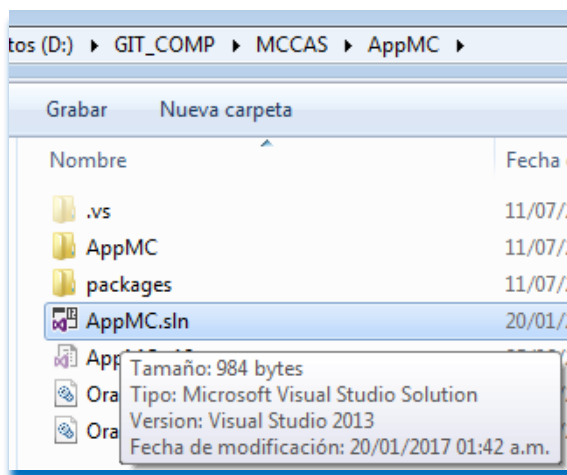 tos (D:) ▸ GIT_COMP ▸ MCCAS ▸ AppMC ▸
Grabar Nueva carpeta
Nombre Fecha
.vs 11/07/
AppMC 11/07/
packages 11/07/
AppMC.sln 20/01/
Tamaño: 984 bytes
Ora Tipo: Microsoft Visual Studio Solution
Version: Visual Studio 2013
Ora Fecha de modificación: 20/01/2017 01:42 a.m.